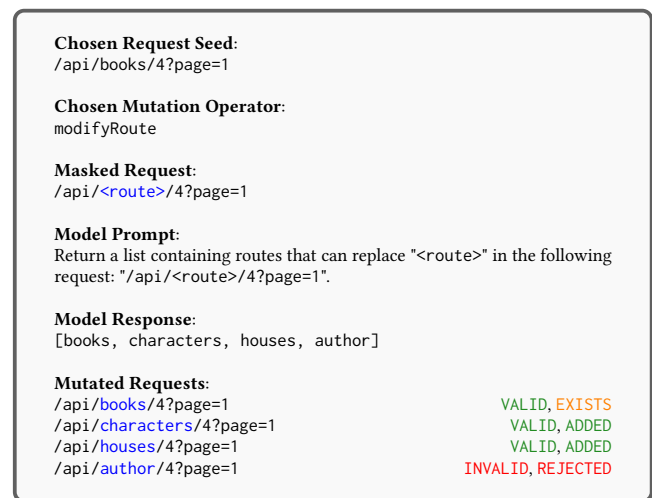 Chosen Request Seed:
/api/books/4?page=1
Chosen Mutation Operator:
modifyRoute
Masked Request:
/api/<route>/4?page=1
Model Prompt:
Return a list containing routes that can replace "<route>" in the following
request: "/api/<route>/4?page=1".
Model Response:
[books, characters, houses, author]
Mutated Requests:
/api/books/4?page=1 VALID, EXISTS
/api/characters/4?page=1 VALID, ADDED
/api/houses/4?page=1 VALID, ADDED
/api/author/4?page=1 INVALID, REJECTED